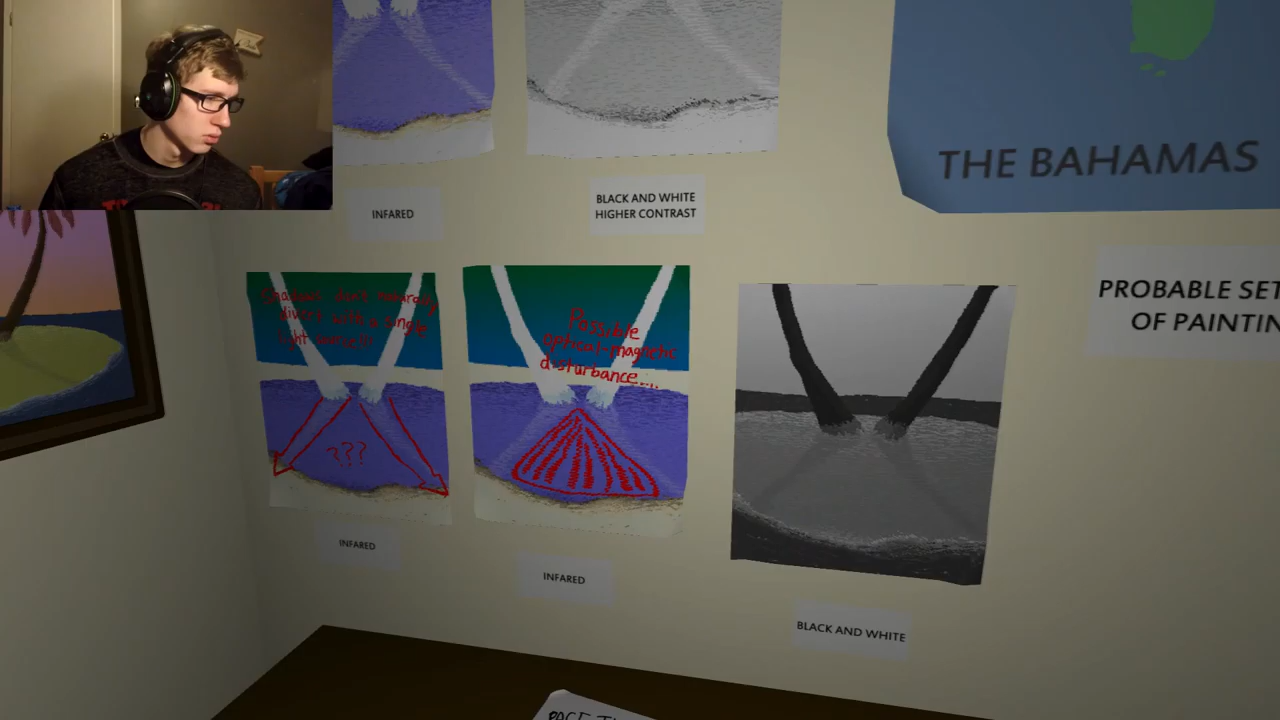 THE BAHAMAS
INFARED
BLACK AND WHITE
HIGHER CONTRAST
PROBABLE SET
OF PAINTIN
Shadows don't naturally
divert with a single
light source!!!
Possible
optical-magnetic
disturbance....
???
INFARED
INFARED
BLACK AND WHITE